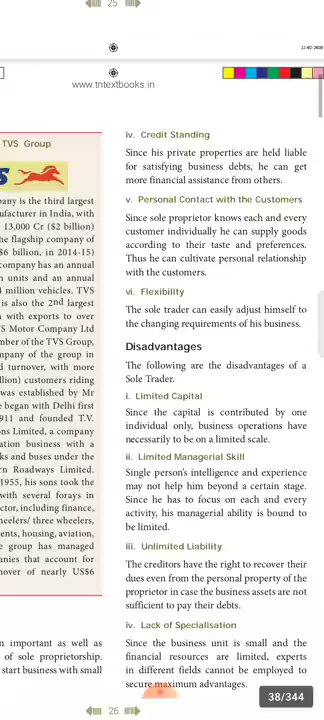 25
22-02-2020
www.tntextbooks.in
TVS Group
pany is the third largest
ufacturer in India, with
13,000 Cr ($2 billion)
he flagship company of
$6 billion, in 2014-15)
company has an annual
n units and an annual
4 million vehicles. TVS
is also the 2nd largest
a with exports to over
VS Motor Company Ltd
mber of the TVS Group,
mpany of the group in
d turnover, with more
llion) customers riding
was established by Mr
e began with Delhi first
911 and founded T.V.
ons Limited, a company
ation business with a
ks and buses under the
rn Roadways Limited.
1955, his sons took the
with several forays in
ctor, including finance,
heelers/ three wheelers,
ents, housing, aviation,
e group has managed
anies that account for
nover of nearly US$6
n important as well as
of sole proprietorship.
start business with small
iv. Credit Standing
Since his private properties are held liable
for satisfying business debts, he can get
more financial assistance from others.
v. Personal Contact with the Customers
Since sole proprietor knows each and every
customer individually he can supply goods
according to their taste and preferences.
Thus he can cultivate personal relationship
with the customers.
vi. Flexibility
The sole trader can easily adjust himself to
the changing requirements of his business.
Disadvantages
The following are the disadvantages of a
Sole Trader.
i. Limited Capital
Since the capital is contributed by one
individual only, business operations have
necessarily to be on a limited scale.
ii. Limited Managerial Skill
Single person's intelligence and experience
may not help him beyond a certain stage.
Since he has to focus on each and every
activity, his managerial ability is bound to
be limited.
iii. Unlimited Liability
The creditors have the right to recover their
dues even from the personal property of the
proprietor in case the business assets are not
sufficient to pay their debts.
iv. Lack of Specialisation
Since the business unit is small and the
financial resources are limited, experts
in different fields cannot be employed to
secure maximum advantages.
38/344
26